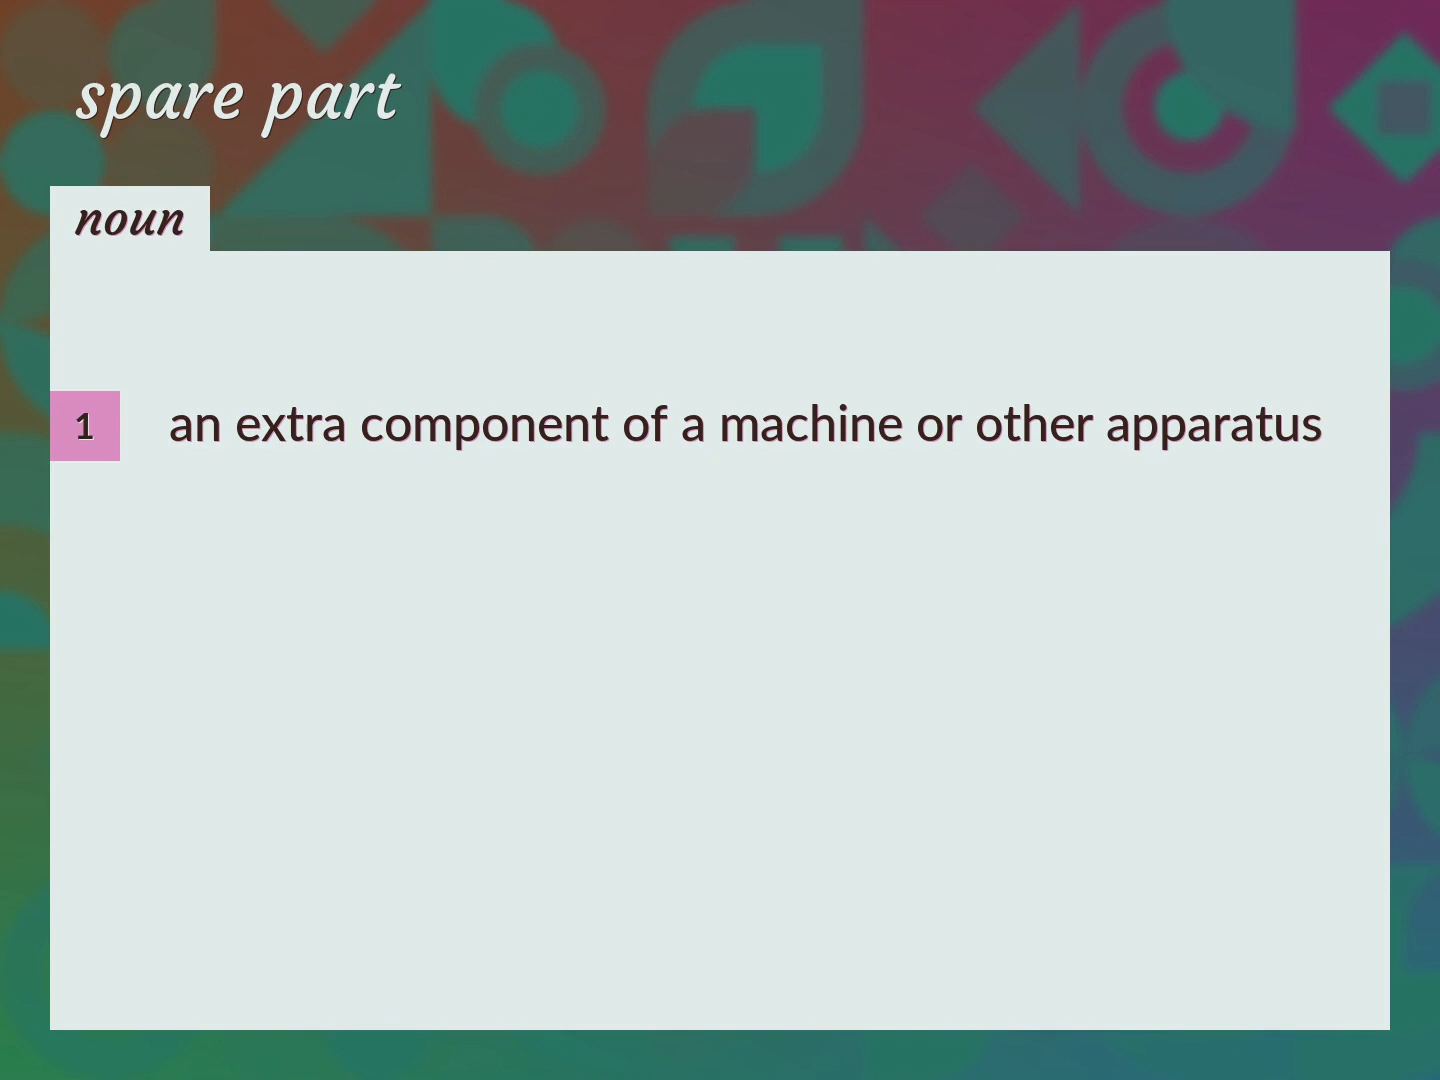 spare part
noun
1 an extra component of a machine or other apparatus